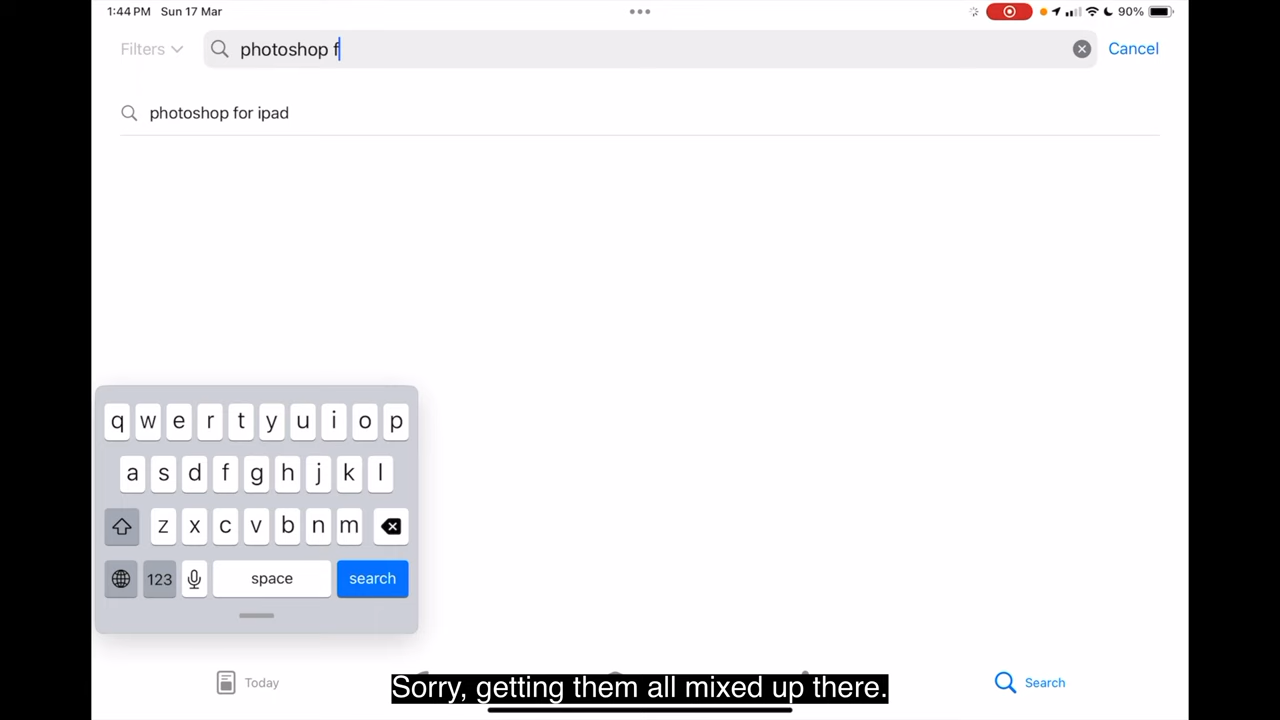 1:44 PM Sun 17 Mar
90%
Filters
photoshop f
Cancel
photoshop for ipad
q w e r t y u i o p
a s d f g h j k l
z x c v b n m
123 space search
Today
Search
Sorry, getting them all mixed up there.